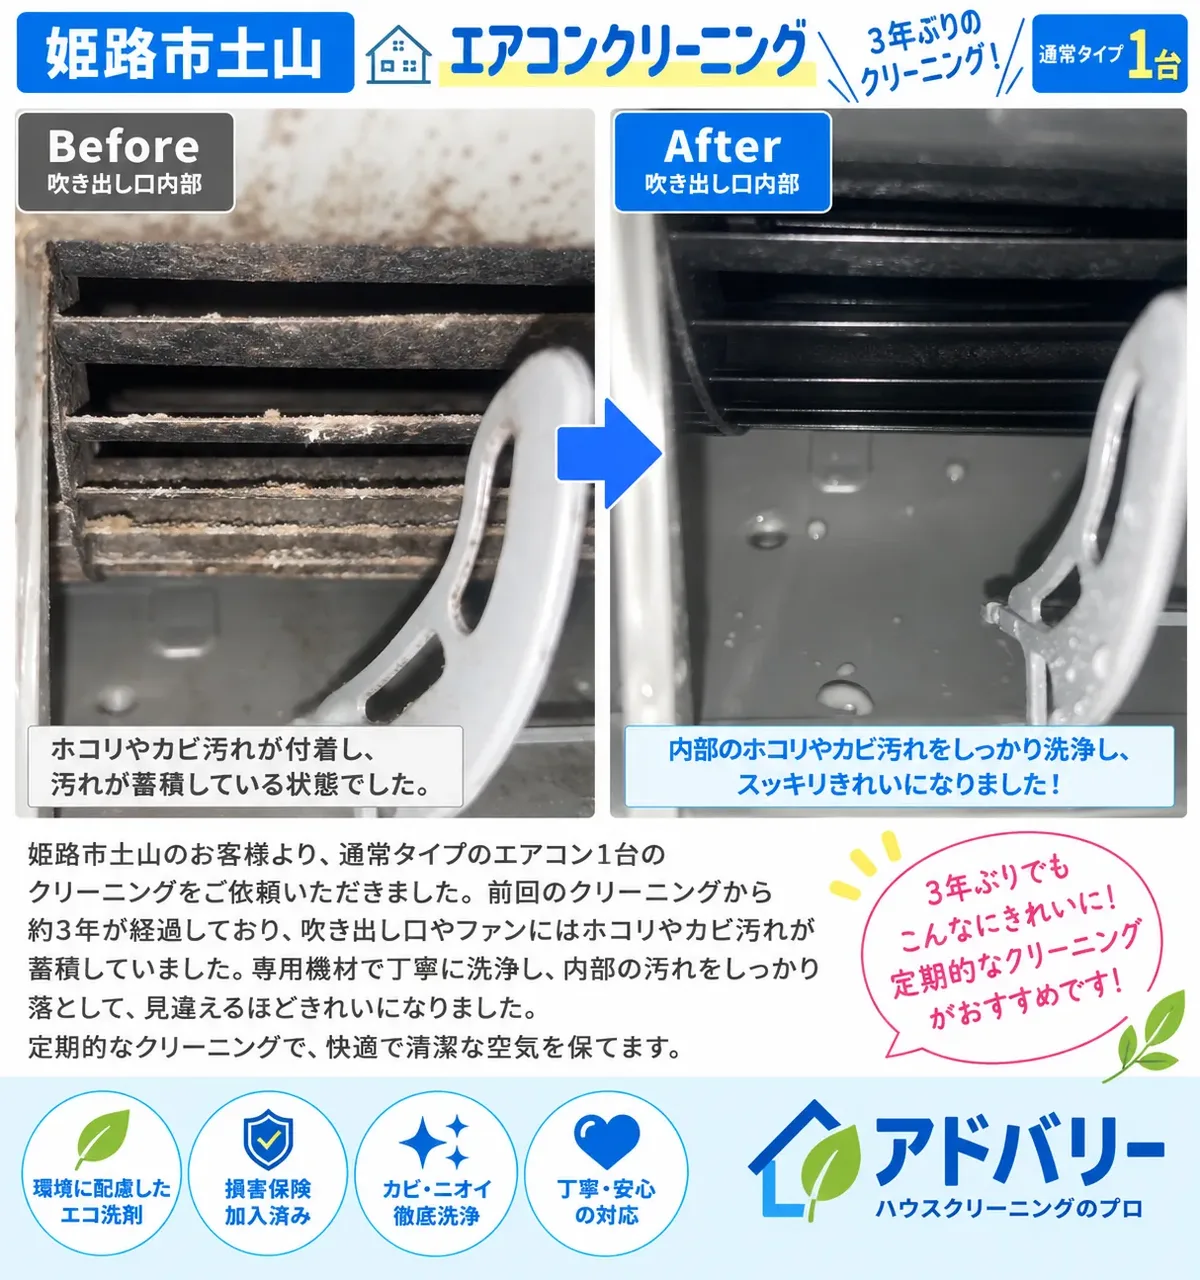 姫路市土山
エアコンクリーニング
3年ぶりの
クリーニング!
通常タイプ1台
Before
吹き出し口内部
After
吹き出し口内部
ホコリやカビ汚れが付着し、
汚れが蓄積している状態でした。
内部のホコリやカビ汚れをしっかり洗浄し、
スッキリきれいになりました!
姫路市土山のお客様より、通常タイプのエアコン1台の
クリーニングをご依頼いただきました。前回のクリーニングから
約3年が経過しており、吹き出し口やファンにはホコリやカビ汚れが
蓄積していました。専用機材で丁寧に洗浄し、内部の汚れをしっかり
落として、見違えるほどきれいになりました。
定期的なクリーニングで、快適で清潔な空気を保てます。
3年ぶりでも
こんなにきれいに!
定期的なクリーニング
がおすすめです!
環境に配慮した
エコ洗剤
損害保険
加入済み
カビ・ニオイ
徹底洗浄
丁寧・安心
の対応
アドバリー
ハウスクリーニングのプロ